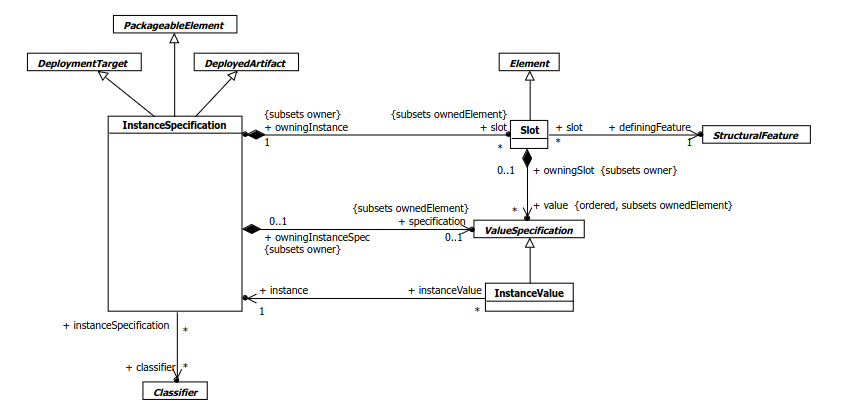 PackageableElement
DeploymentTarget
DeployedArtifact
Element
InstanceSpecification
{subsets owner}
+ owningInstance
1
{subsets ownedElement}
+ slot
*
Slot
+ slot
*
+ definingFeature
1
StructuralFeature
0..1
+ owningSlot {subsets owner}
+ value {ordered, subsets ownedElement}
*
0..1
+ owningInstanceSpec
{subsets owner}
{subsets ownedElement}
+ specification
0..1
ValueSpecification
+ instance
1
+ instanceValue
*
InstanceValue
+ instanceSpecification
*
+ classifier
*
Classifier